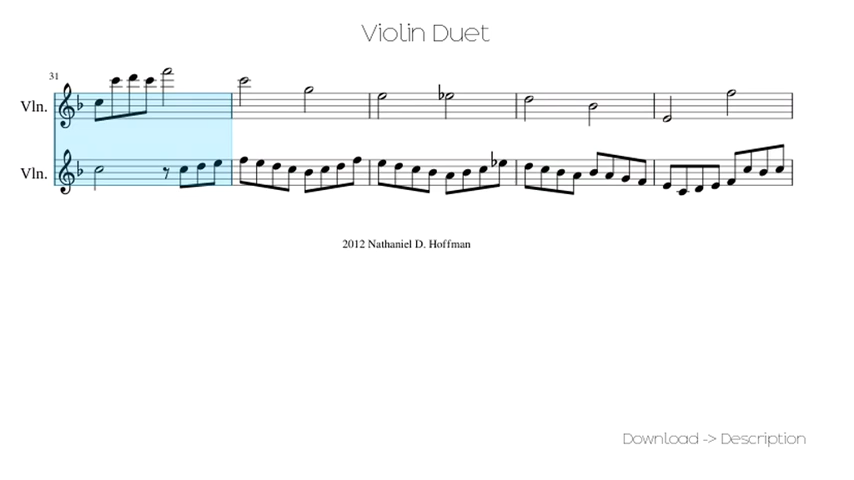 Violin Duet
31
Vln.
Vln.
2012 Nathaniel D. Hoffman
Download -> Description